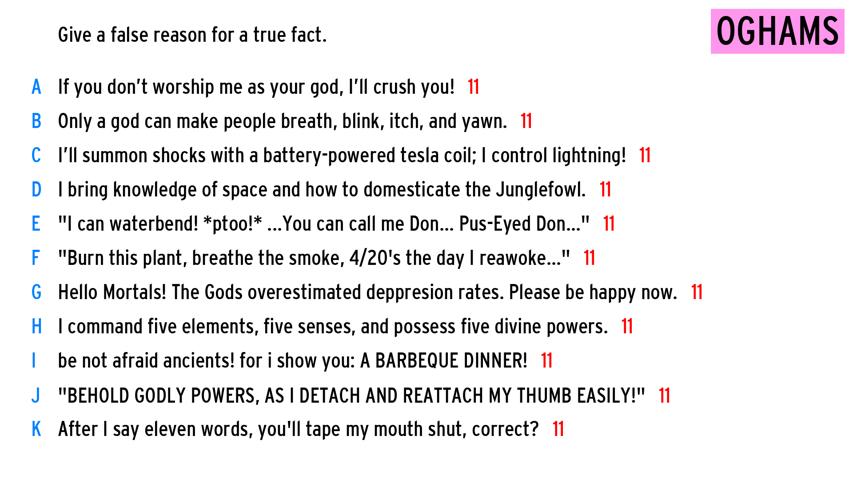 Give a false reason for a true fact.
OGHAMS
A If you don't worship me as your god, I'll crush you! 11
B Only a god can make people breath, blink, itch, and yawn. 11
C I'll summon shocks with a battery-powered tesla coil; I control lightning! 11
D I bring knowledge of space and how to domesticate the Junglefowl. 11
E "I can waterbend! *ptoo!* ...You can call me Don... Pus-Eyed Don..." 11
F "Burn this plant, breathe the smoke, 4/20's the day I reawoke..." 11
G Hello Mortals! The Gods overestimated deppresion rates. Please be happy now. 11
H I command five elements, five senses, and possess five divine powers. 11
I be not afraid ancients! for i show you: A BARBEQUE DINNER! 11
J "BEHOLD GODLY POWERS, AS I DETACH AND REATTACH MY THUMB EASILY!" 11
K After I say eleven words, you'll tape my mouth shut, correct? 11